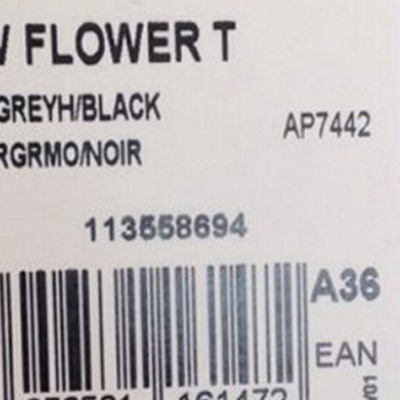 FLOWER T
GREYH/BLACK
RGRMO/NOIR
AP7442
113558694
A36
EAN